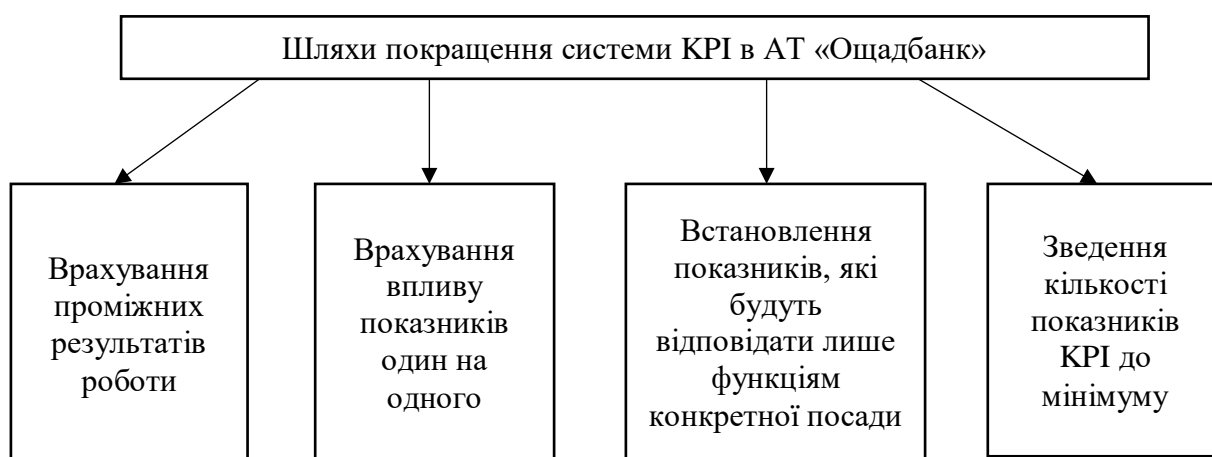 Шляхи покращення системи KPI в АТ «Ощадбанк»
Врахування
проміжних
результатів
роботи
Врахування
впливу
показників
один на
одного
Встановлення
показників, які
будуть
відповідати лише
функціям
конкретної посади
Зведення
кількості
показників
KPI до
мінімуму